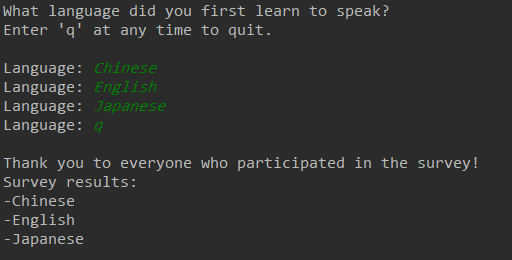 What language did you first learn to speak?
Enter 'q' at any time to quit.
Language: Chinese
Language: English
Language: Japanese
Language: q
Thank you to everyone who participated in the survey!
Survey results:
-Chinese
-English
-Japanese